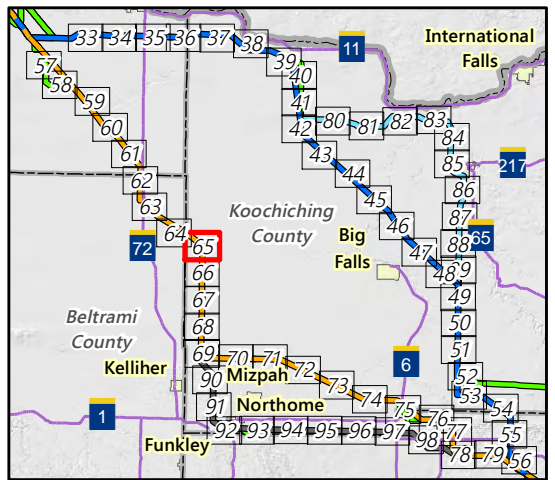 33 34 35 36 37 38 11
International
Falls
39
57
40
58
59
41
60
42 80 81 82 83
84
61
43
85 217
62
44
86
63
45
Koochiching
County
64
46
87
65
72
Big
Falls
47
88 65
66
48 89
67
49
Beltrami
County
68
50
69 70 71
6
51
Kelliher
90
Mizpah
72
52
73
53
91
Northome
74
75
54
1
76
92 93 94 95 96 97 98 77
55
Funkley
78 79 56